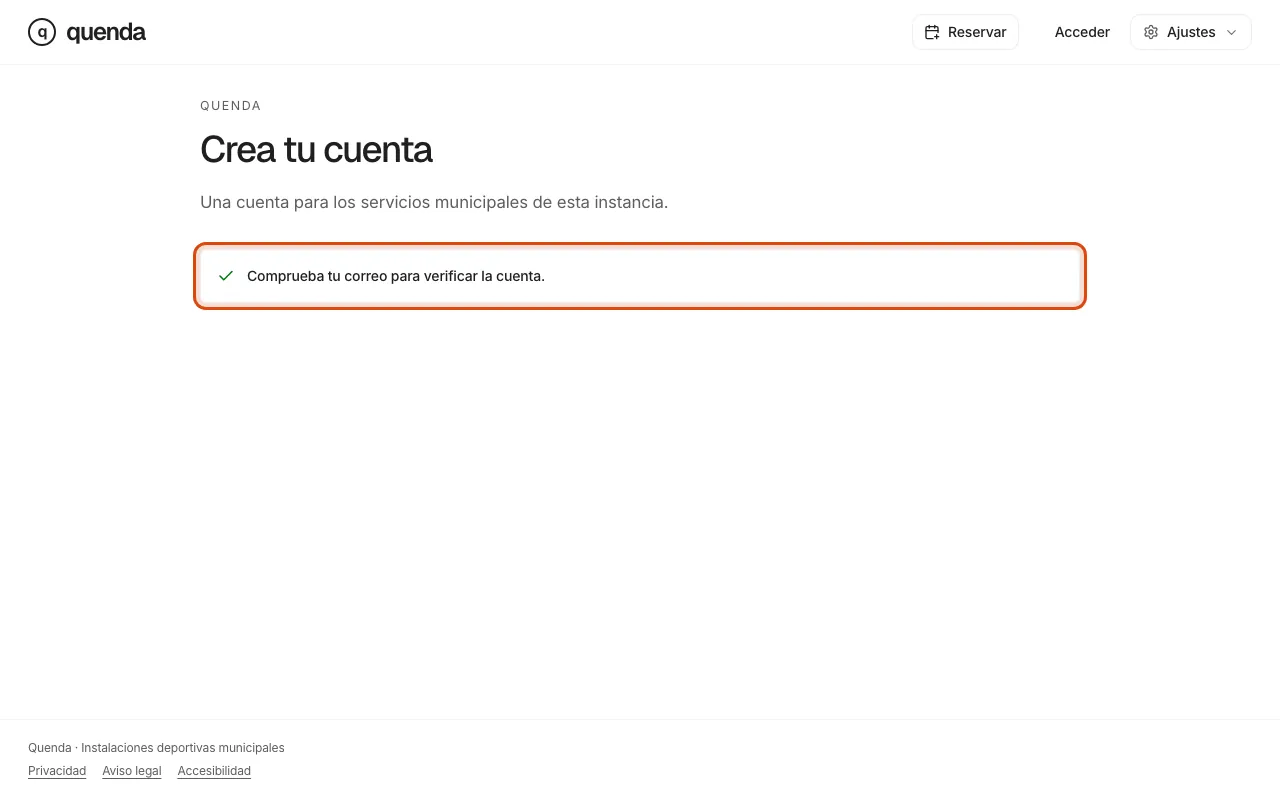 q quenda
Reservar
Acceder
Ajustes
QUENDA
Crea tu cuenta
Una cuenta para los servicios municipales de esta instancia.
Comprueba tu correo para verificar la cuenta.
Quenda · Instalaciones deportivas municipales
Privacidad Aviso legal Accesibilidad